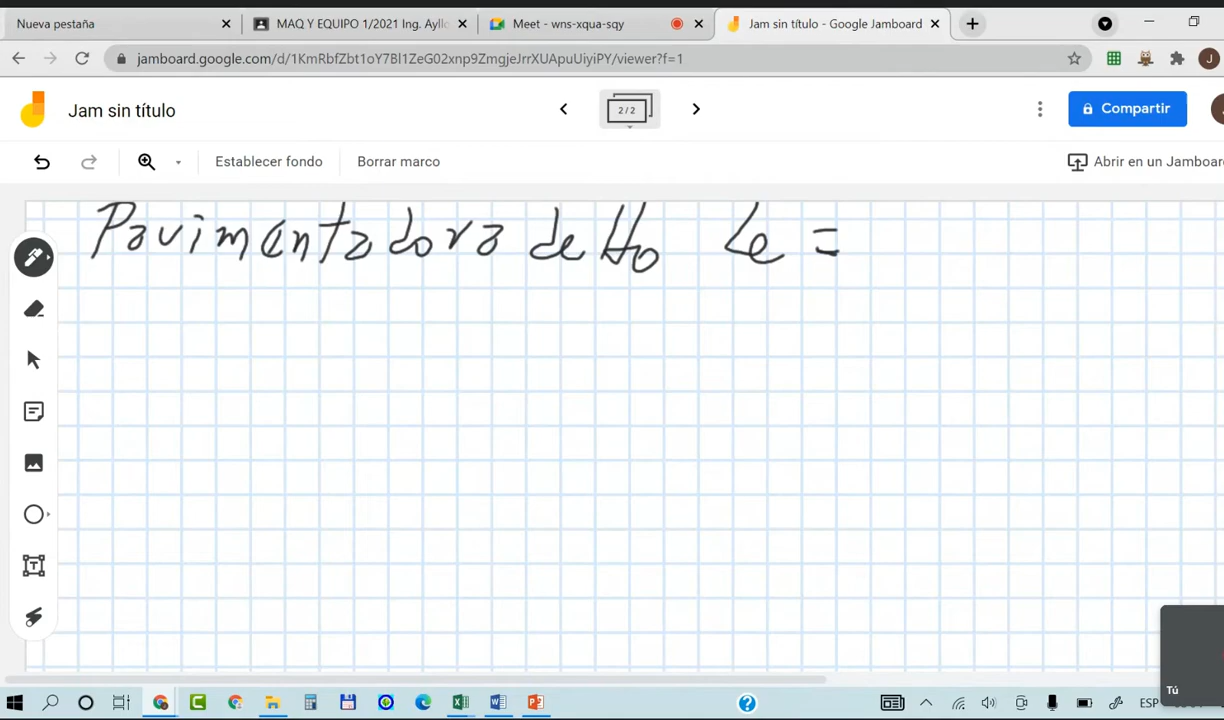 Nueva pestaña
MAQ Y EQUIPO 1/2021 Ing. Ayllo
Meet - wns-xqua-sqy
Jam sin título - Google Jamboard
jamboard.google.com/d/1KmRbfZbt1oY7Bl1ZeG02xnp9ZmgjeJrrXUApuUiyiPY/viewer?f=1
J
Jam sin título
2/2
Compartir
Establecer fondo
Borrar marco
Abrir en un Jamboar
Pavimentadora de Ho Le =
T
Tú
ESP